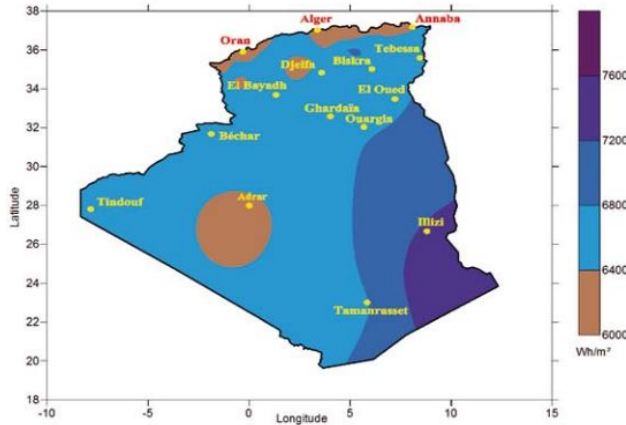 38
36
34
32
30
28
26
24
22
20
18
Latitude
-10
-5
0
5
10
15
Longitude
Oran
Alger
Annaba
Tebessa
Djelfa
Biskra
El Bayadh
El Oued
Ghardaïa
Ouargla
Béchar
Tindouf
Adrar
Illizi
Tamanrasset
7600
7200
6800
6400
6000
Wh/m²